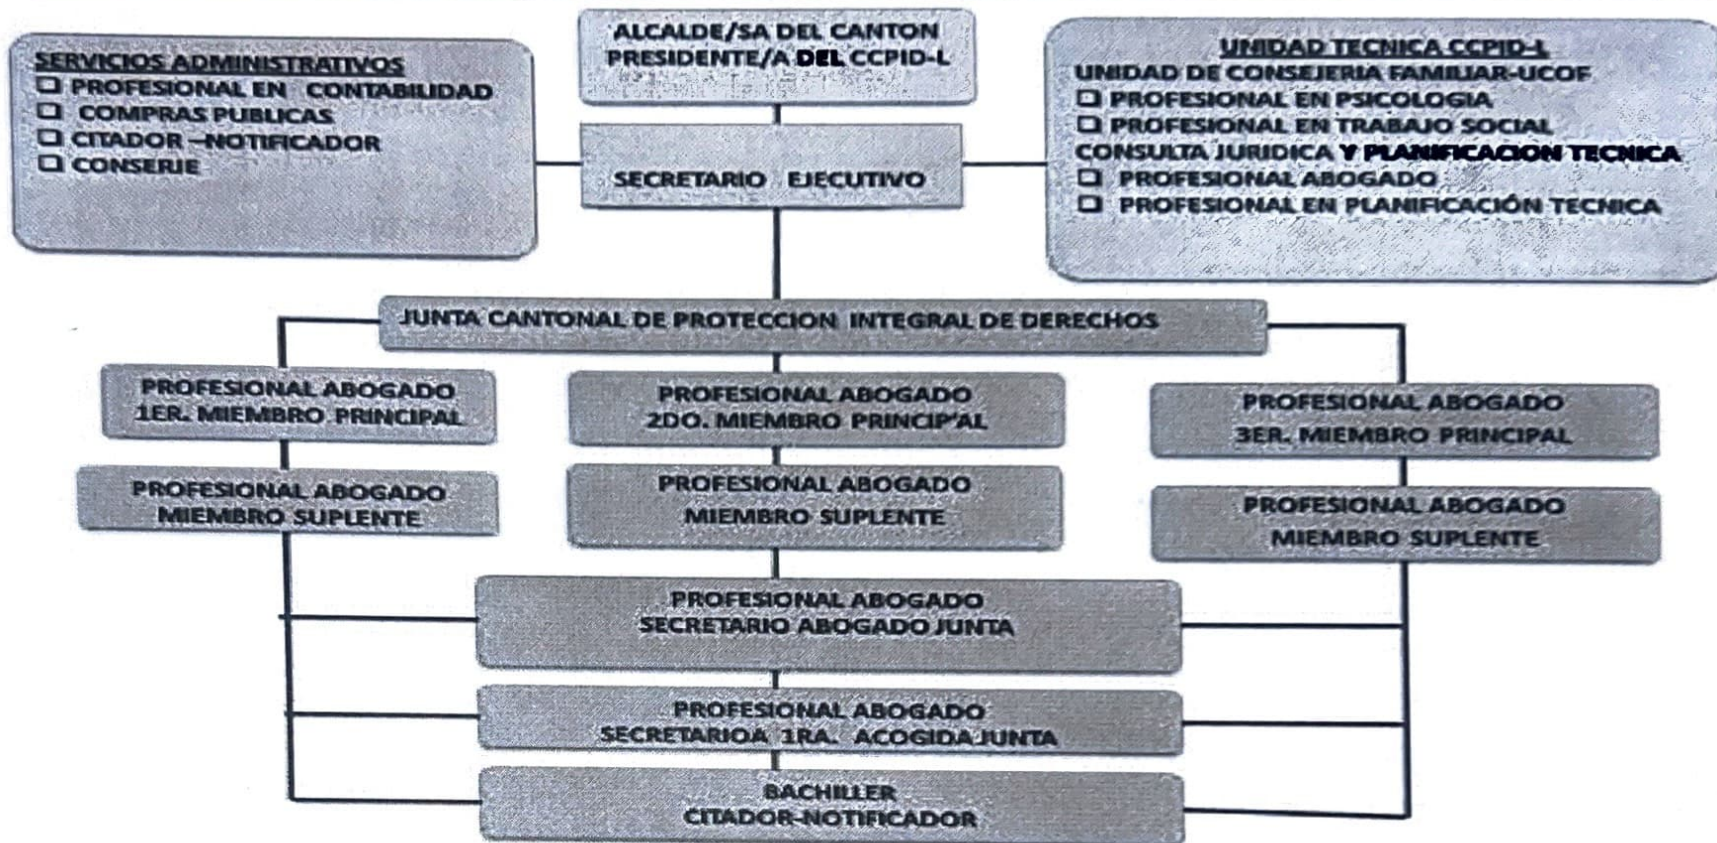 ALCALDE/SA DEL CANTON
PRESIDENTE/A DEL CCPID-L
SERVICIOS ADMINISTRATIVOS
❑ PROFESIONAL EN CONTABILIDAD
❑ COMPRAS PUBLICAS
❑ CITADOR –NOTIFICADOR
❑ CONSERJE
SECRETARIO EJECUTIVO
UNIDAD TECNICA CCPID-L
UNIDAD DE CONSEJERIA FAMILIAR-UCOF
❑ PROFESIONAL EN PSICOLOGIA
❑ PROFESIONAL EN TRABAJO SOCIAL
CONSULTA JURIDICA Y PLANIFICACION TECNICA
❑ PROFESIONAL ABOGADO
❑ PROFESIONAL EN PLANIFICACIÓN TECNICA
JUNTA CANTONAL DE PROTECCION INTEGRAL DE DERECHOS
PROFESIONAL ABOGADO
1ER. MIEMBRO PRINCIPAL
PROFESIONAL ABOGADO
2DO. MIEMBRO PRINCIP'AL
PROFESIONAL ABOGADO
3ER. MIEMBRO PRINCIPAL
PROFESIONAL ABOGADO
MIEMBRO SUPLENTE
PROFESIONAL ABOGADO
MIEMBRO SUPLENTE
PROFESIONAL ABOGADO
MIEMBRO SUPLENTE
PROFESIONAL ABOGADO
SECRETARIO ABOGADO JUNTA
PROFESIONAL ABOGADO
SECRETARIOA 1RA. ACOGIDA JUNTA
BACHILLER
CITADOR-NOTIFICADOR